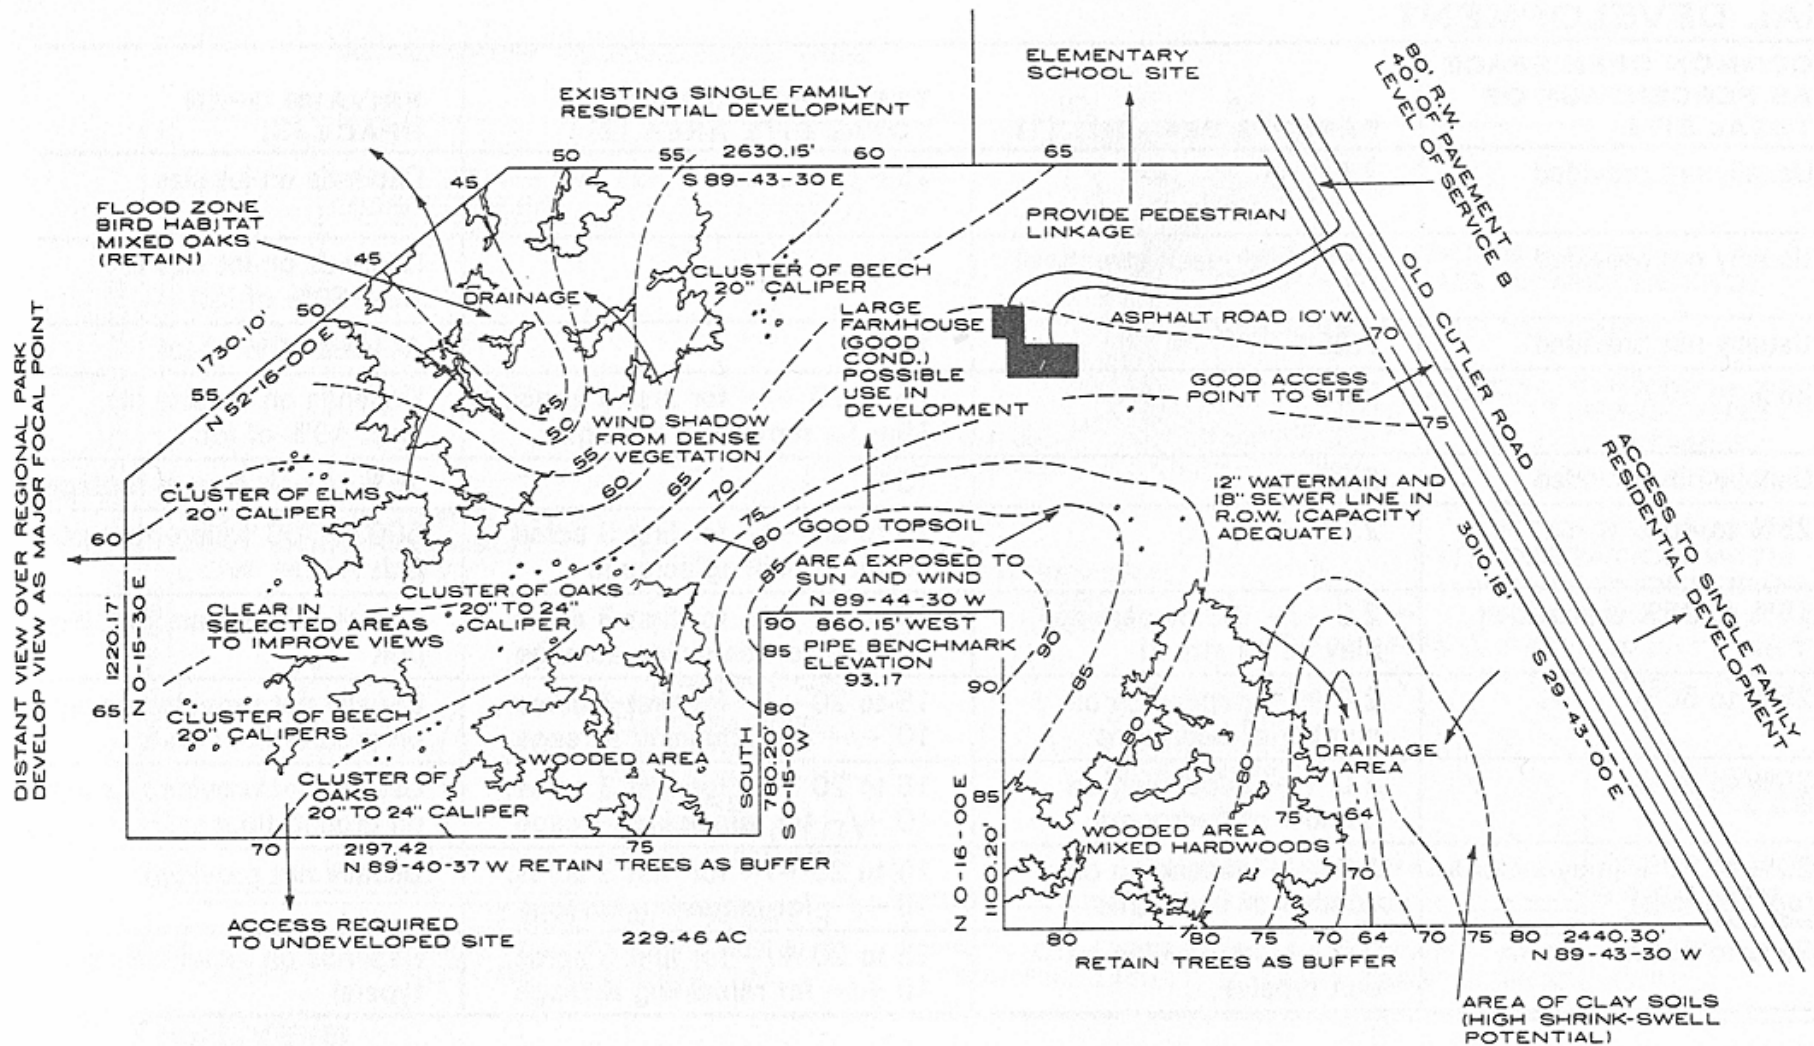 ELEMENTARY
SCHOOL SITE
80' R.W. PAVEMENT
40' OF
LEVEL OF SERVICE B
EXISTING SINGLE FAMILY
RESIDENTIAL DEVELOPMENT
45
50
55
2630.15'
60
65
S 89-43-30 E
FLOOD ZONE
BIRD HABITAT
MIXED OAKS
(RETAIN)
PROVIDE PEDESTRIAN
LINKAGE
45
50
55
1730.10'
N 52-16-00 E
DRAINAGE
CLUSTER OF BEECH
20" CALIPER
LARGE
FARMHOUSE
(GOOD
COND.)
POSSIBLE
USE IN
DEVELOPMENT
ASPHALT ROAD 10' W.
70
OLD CUTLER ROAD
GOOD ACCESS
POINT TO SITE
75
DISTANT VIEW OVER REGIONAL PARK
DEVELOP VIEW AS MAJOR FOCAL POINT
45
50
55
60
65
70
75
80
85
WIND SHADOW
FROM DENSE
VEGETATION
ACCESS TO SINGLE FAMILY
RESIDENTIAL DEVELOPMENT
CLUSTER OF ELMS
20" CALIPER
12" WATERMAIN AND
18" SEWER LINE IN
R.O.W. (CAPACITY
ADEQUATE)
GOOD TOPSOIL
AREA EXPOSED TO
SUN AND WIND
N 89-44-30 W
3010.18'
S 29-43-00 E
60
1220.17'
N 0-15-30 E
65
CLEAR IN
SELECTED AREAS
TO IMPROVE VIEWS
CLUSTER OF OAKS
20" TO 24"
CALIPER
90
860.15' WEST
85
PIPE BENCHMARK
ELEVATION
93.17
90
90
85
80
CLUSTER OF BEECH
20" CALIPERS
WOODED AREA
SOUTH
780.20
S 0-15-00 W
80
CLUSTER OF
OAKS
20" TO 24" CALIPER
DRAINAGE
AREA
80
75
64
70
85
WOODED AREA
MIXED HARDWOODS
N 0-16-00 E
1100.20
70
2197.42
75
N 89-40-37 W RETAIN TREES AS BUFFER
ACCESS REQUIRED
TO UNDEVELOPED SITE
229.46 AC
80
80
75
70
64
70
75
80
2440.30'
N 89-43-30 W
RETAIN TREES AS BUFFER
AREA OF CLAY SOILS
(HIGH SHRINK-SWELL
POTENTIAL)